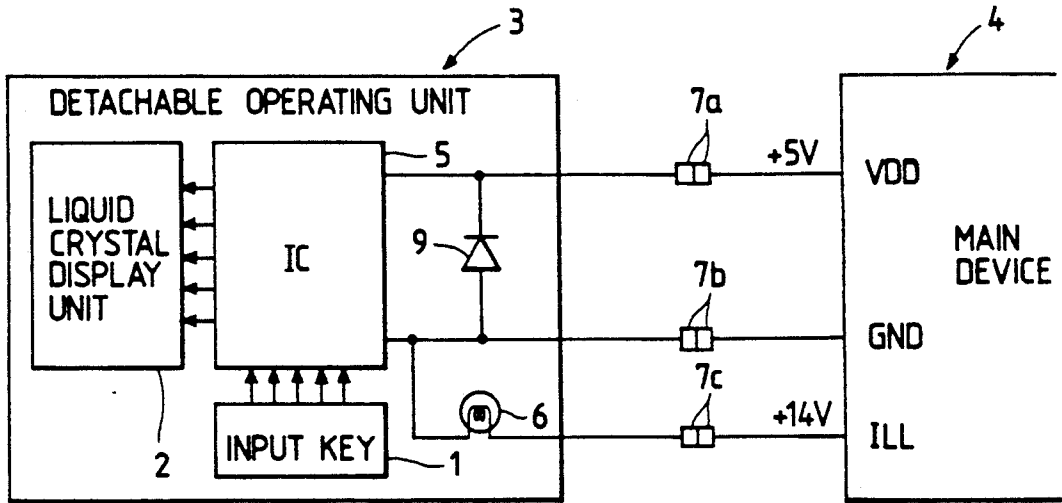 3
4
DETACHABLE OPERATING UNIT
7a
5
+5V
VDD
LIQUID
CRYSTAL
DISPLAY
UNIT
IC
9
MAIN
DEVICE
7b
GND
7c
6
+14V
ILL
INPUT KEY
2
1